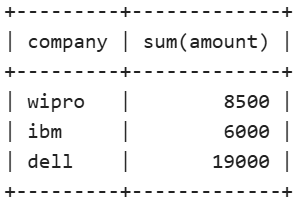 +---------+-------------+
| company | sum(amount) |
+---------+-------------+
| wipro   |        8500 |
| ibm     |        6000 |
| dell    |       19000 |
+---------+-------------+